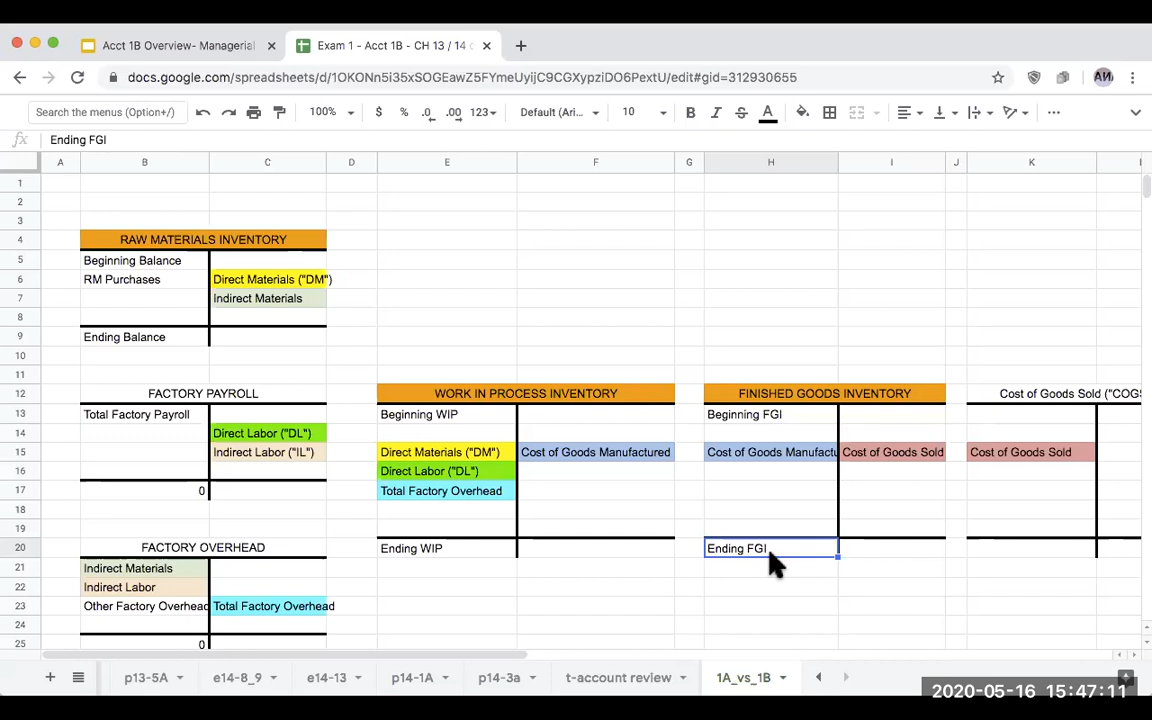 Acct 1B Overview- Managerial
Exam 1 - Acct 1B - CH 13 / 14
docs.google.com/spreadsheets/d/1OKONn5i35xSOGEawZ5FYmeUyijC9CGXypziDO6PextU/edit#gid=312930655
Search the menus (Option+/) 100% $ % .0 .00 123 Default (Ari... 10 B I S A
fx Ending FGI
A B C D E F G H I J K
1
2
3
4 RAW MATERIALS INVENTORY
5 Beginning Balance
6 RM Purchases Direct Materials ("DM")
7 Indirect Materials
8
9 Ending Balance
10
11
12 FACTORY PAYROLL WORK IN PROCESS INVENTORY FINISHED GOODS INVENTORY Cost of Goods Sold ("COGS
13 Total Factory Payroll Beginning WIP Beginning FGI
14 Direct Labor ("DL")
15 Indirect Labor ("IL") Direct Materials ("DM") Cost of Goods Manufactured Cost of Goods Manufactu Cost of Goods Sold Cost of Goods Sold
16 Direct Labor ("DL")
17 0 Total Factory Overhead
18
19
20 FACTORY OVERHEAD Ending WIP Ending FGI
21 Indirect Materials
22 Indirect Labor
23 Other Factory Overhead Total Factory Overhead
24
25 0
p13-5A e14-8_9 e14-13 p14-1A p14-3a t-account review 1A_vs_1B
2020-05-16 15:47:11